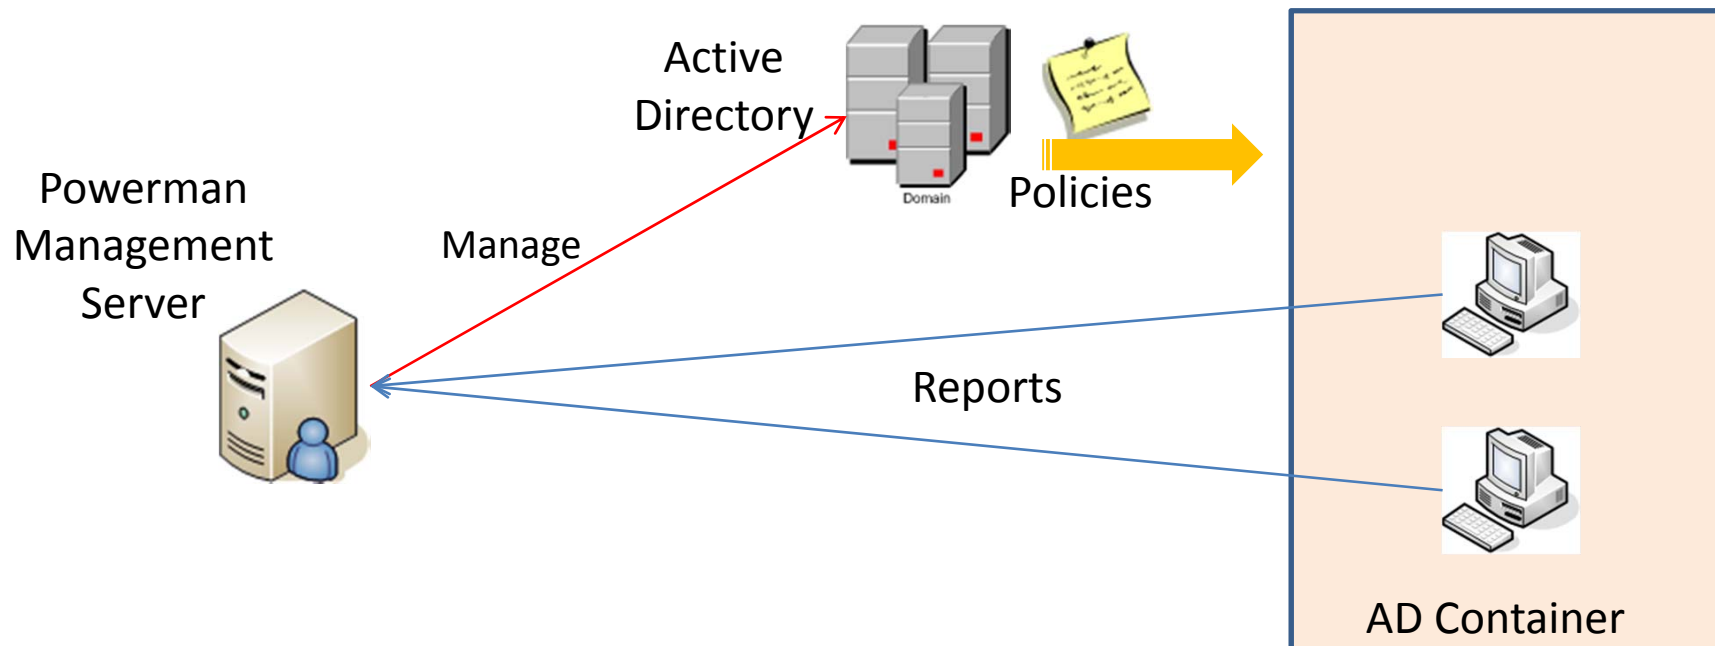 Active
Directory
Domain
Policies
Powerman
Management
Server
Manage
Reports
AD Container